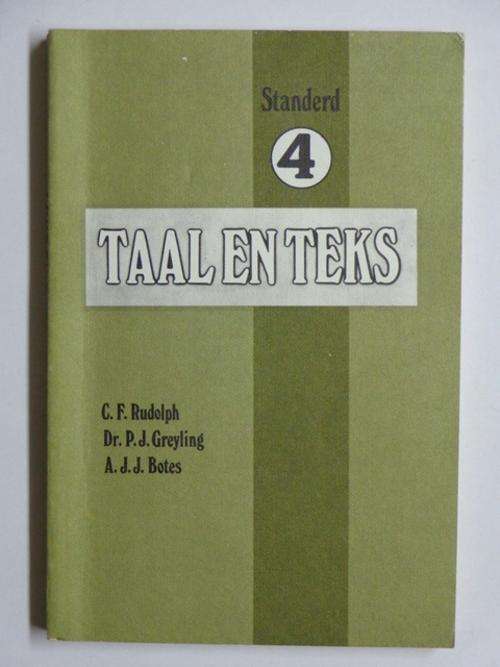 Standerd
4
TAAL EN TEKS
C. F. Rudolph
Dr. P. J. Greyling
A. J. J. Botes